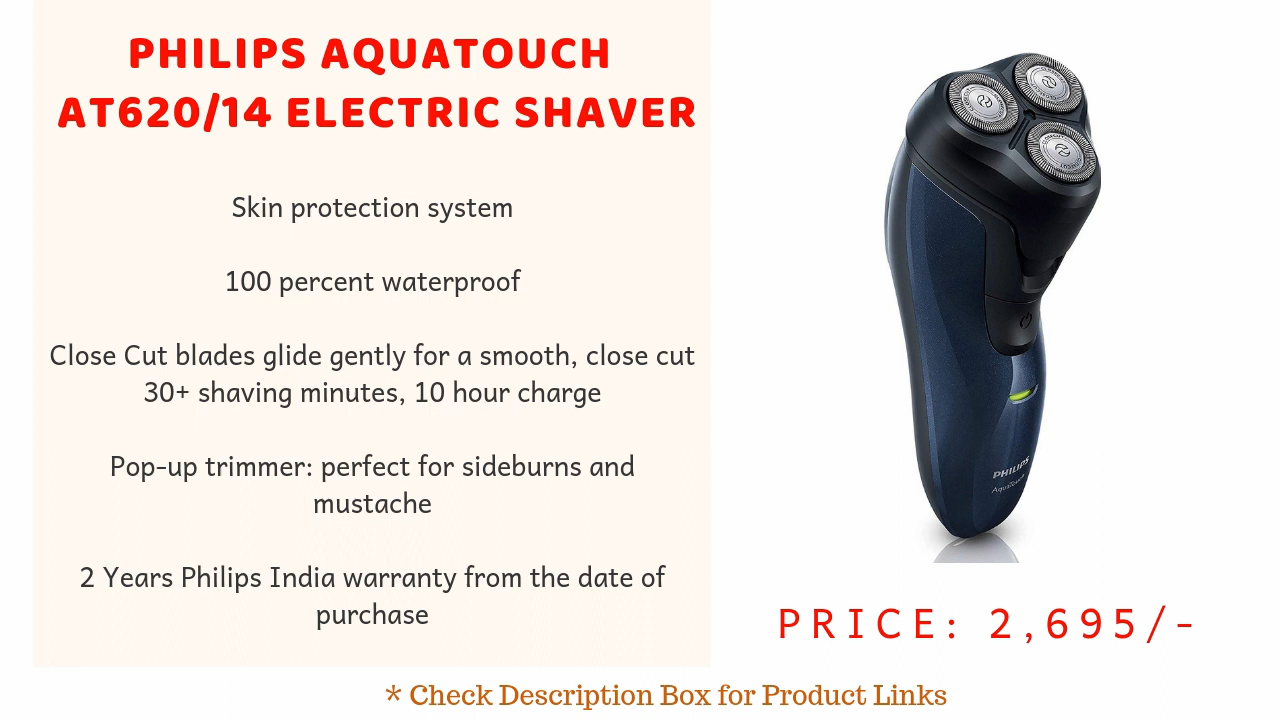 PHILIPS AQUATOUCH
AT620/14 ELECTRIC SHAVER
Skin protection system
100 percent waterproof
Close Cut blades glide gently for a smooth, close cut
30+ shaving minutes, 10 hour charge
Pop-up trimmer: perfect for sideburns and
mustache
2 Years Philips India warranty from the date of
purchase
PHILIPS
AquaTouch
PRICE: 2,695/-
* Check Description Box for Product Links